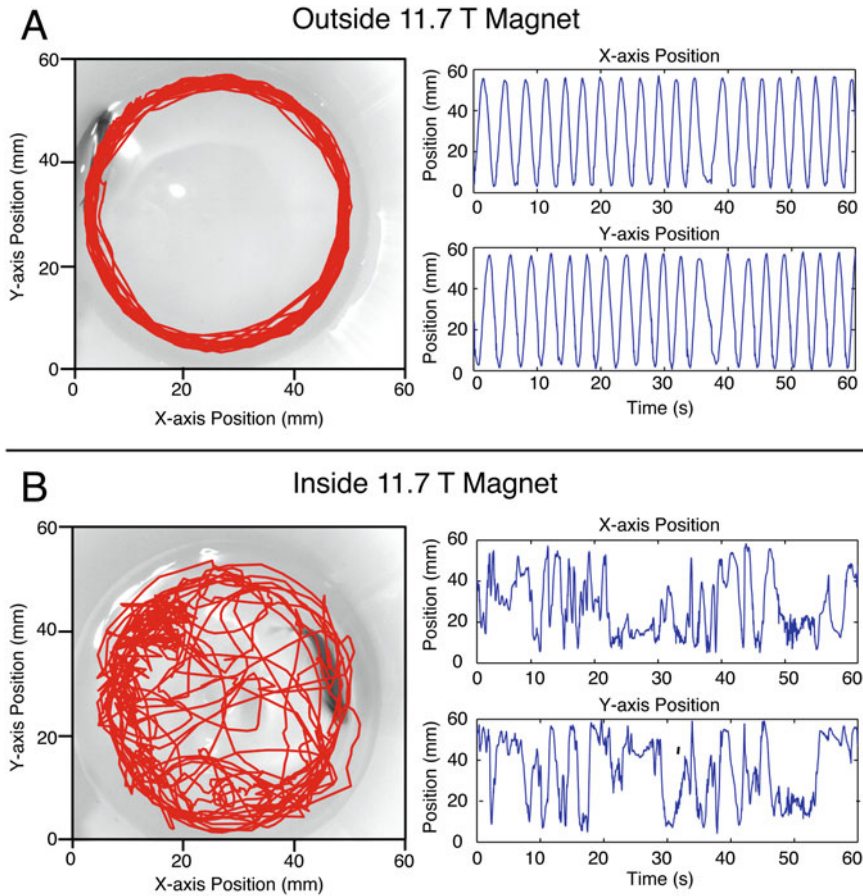 A
Outside 11.7 T Magnet
60
40
20
0
0
20
40
60
Y-axis Position (mm)
X-axis Position (mm)
X-axis Position
Position (mm)
60
40
20
0
0 10 20 30 40 50 60
Y-axis Position
Position (mm)
60
40
20
0
0 10 20 30 40 50 60
Time (s)
B
Inside 11.7 T Magnet
60
40
20
0
0
20
40
60
Y-axis Position (mm)
X-axis Position (mm)
X-axis Position
Position (mm)
60
40
20
0
0 10 20 30 40 50 60
Y-axis Position
Position (mm)
60
40
20
0
0 10 20 30 40 50 60
Time (s)